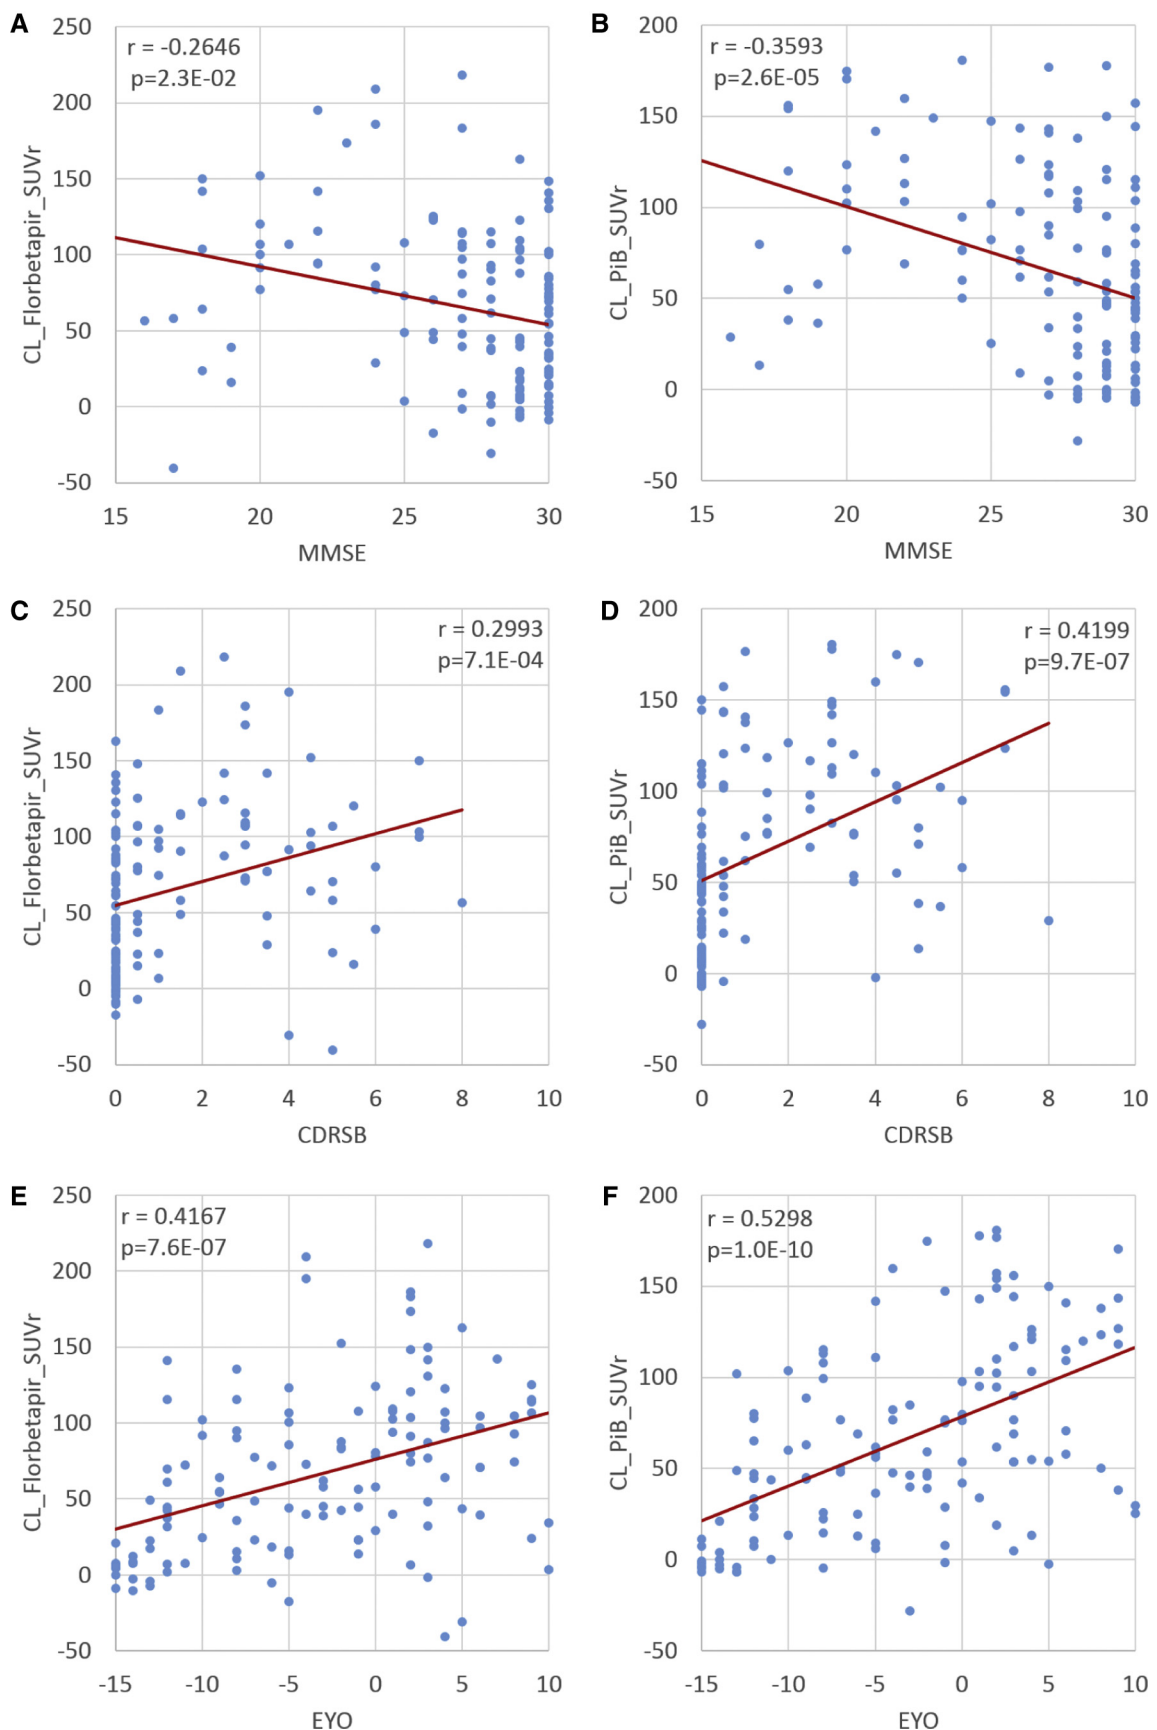 A
r = -0.2646
p=2.3E-02
CL_Florbetapir_SUVr
250
200
150
100
50
0
-50
15 20 25 30
MMSE
B
r = -0.3593
p=2.6E-05
CL_PiB_SUVr
200
150
100
50
0
-50
15 20 25 30
MMSE
C
r = 0.2993
p=7.1E-04
CL_Florbetapir_SUVr
250
200
150
100
50
0
-50
0 2 4 6 8 10
CDRSB
D
r = 0.4199
p=9.7E-07
CL_PiB_SUVr
200
150
100
50
0
-50
0 2 4 6 8 10
CDRSB
E
r = 0.4167
p=7.6E-07
CL_Florbetapir_SUVr
250
200
150
100
50
0
-50
-15 -10 -5 0 5 10
EYO
F
r = 0.5298
p=1.0E-10
CL_PiB_SUVr
200
150
100
50
0
-50
-15 -10 -5 0 5 10
EYO